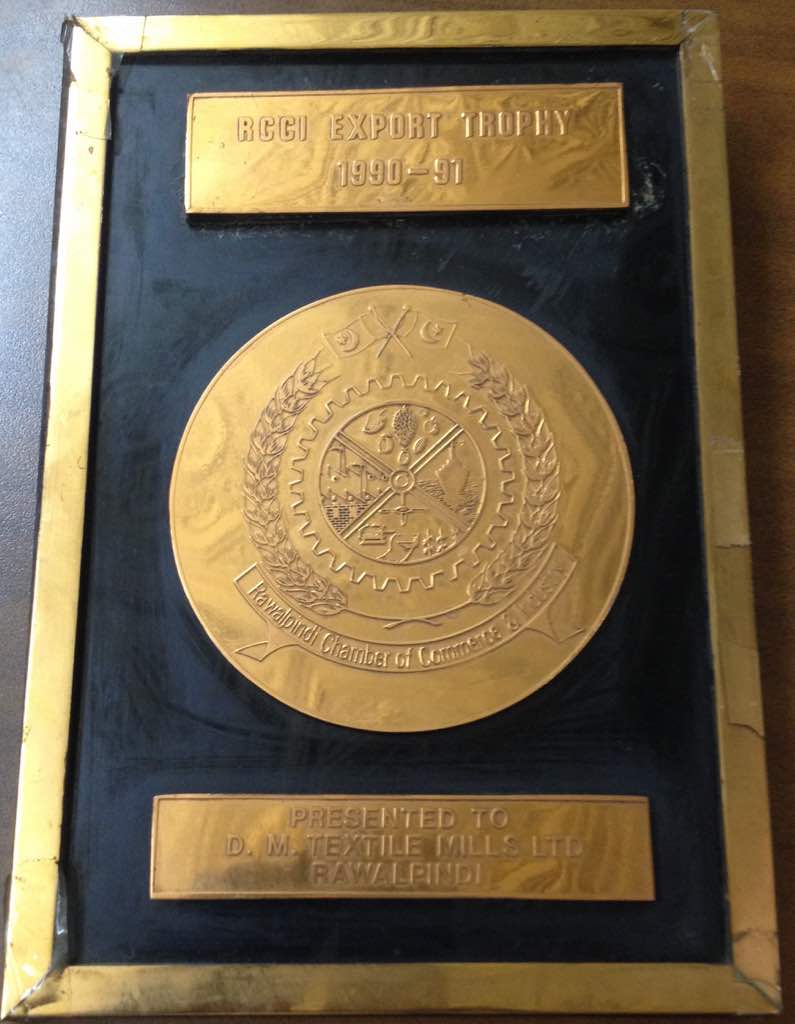 RCCI EXPORT TROPHY
1990-91
Rawalpindi Chamber of Commerce & Industry
PRESENTED TO
D. M. TEXTILE MILLS LTD
RAWALPINDI